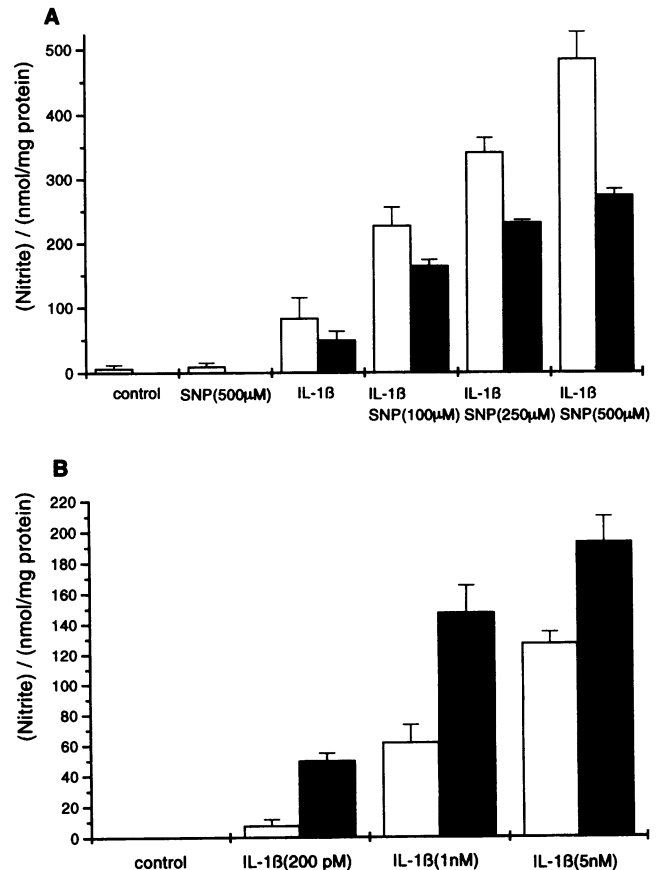 A
(Nitrite) / (nmol/mg protein)
500
400
300
200
100
0
control
SNP(500µM)
IL-1ß
IL-1ß
SNP(100µM)
IL-1ß
SNP(250µM)
IL-1ß
SNP(500µM)
B
(Nitrite) / (nmol/mg protein)
220
200
180
160
140
120
100
80
60
40
20
0
control
IL-1ß(200 pM)
IL-1ß(1nM)
IL-1ß(5nM)